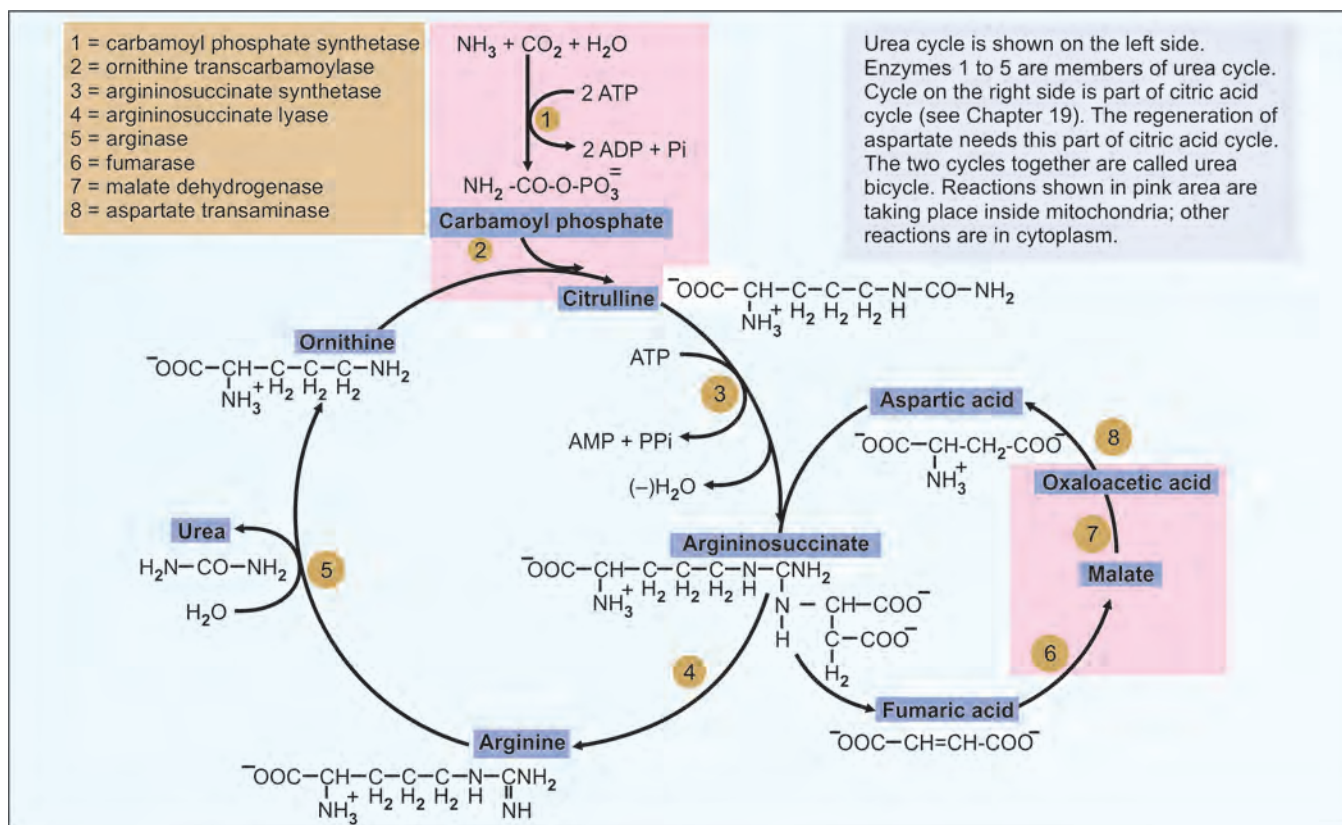 1 = carbamoyl phosphate synthetase
2 = ornithine transcarbamoylase
3 = argininosuccinate synthetase
4 = argininosuccinate lyase
5 = arginase
6 = fumarase
7 = malate dehydrogenase
8 = aspartate transaminase
NH₃ + CO₂ + H₂O
2 ATP
1
2 ADP + Pi
NH₂ -CO-O-PO₃⁼
Carbamoyl phosphate
2
Urea cycle is shown on the left side.
Enzymes 1 to 5 are members of urea cycle.
Cycle on the right side is part of citric acid
cycle (see Chapter 19). The regeneration of
aspartate needs this part of citric acid cycle.
The two cycles together are called urea
bicycle. Reactions shown in pink area are
taking place inside mitochondria; other
reactions are in cytoplasm.
Citrulline
⁻OOC—CH—C—C—C—N—CO—NH₂
NH₃⁺ H₂ H₂ H₂ H
Ornithine
⁻OOC—CH—C—C—C—NH₂
NH₃⁺ H₂ H₂ H₂
ATP
3
AMP + PPi
(–)H₂O
Aspartic acid
⁻OOC—CH-CH₂-COO⁻
NH₃⁺
8
Oxaloacetic acid
7
Malate
6
Urea
H₂N—CO—NH₂
H₂O
5
Argininosuccinate
⁻OOC—CH—C—C—C—N—C—NH₂
NH₃⁺ H₂ H₂ H₂ H
N — CH—COO⁻
H C—COO⁻
H₂
4
Fumaric acid
⁻OOC—CH=CH-COO⁻
Arginine
⁻OOC—CH—C—C—C—N—C—NH₂
NH₃⁺ H₂ H₂ H₂ H NH